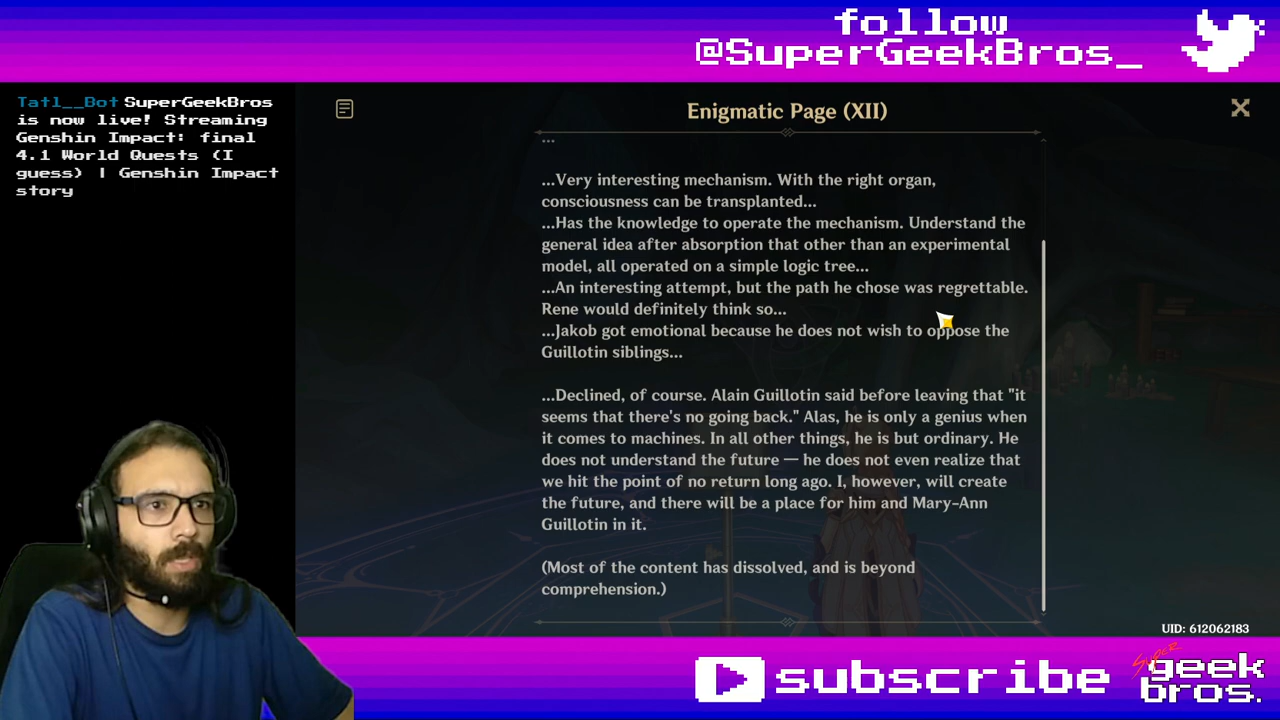 follow
@SuperGeekBros_
Tatl__Bot SuperGeekBros
is now live! Streaming
Genshin Impact: final
4.1 World Quests (I
guess) | Genshin Impact
story
Enigmatic Page (XII)
...
...Very interesting mechanism. With the right organ,
consciousness can be transplanted...
...Has the knowledge to operate the mechanism. Understand the
general idea after absorption that other than an experimental
model, all operated on a simple logic tree...
...An interesting attempt, but the path he chose was regrettable.
Rene would definitely think so...
...Jakob got emotional because he does not wish to oppose the
Guillotin siblings...
...Declined, of course. Alain Guillotin said before leaving that "it
seems that there's no going back." Alas, he is only a genius when
it comes to machines. In all other things, he is but ordinary. He
does not understand the future — he does not even realize that
we hit the point of no return long ago. I, however, will create
the future, and there will be a place for him and Mary-Ann
Guillotin in it.
(Most of the content has dissolved, and is beyond
comprehension.)
UID: 612062183
subscribe
Super
geek
bros.